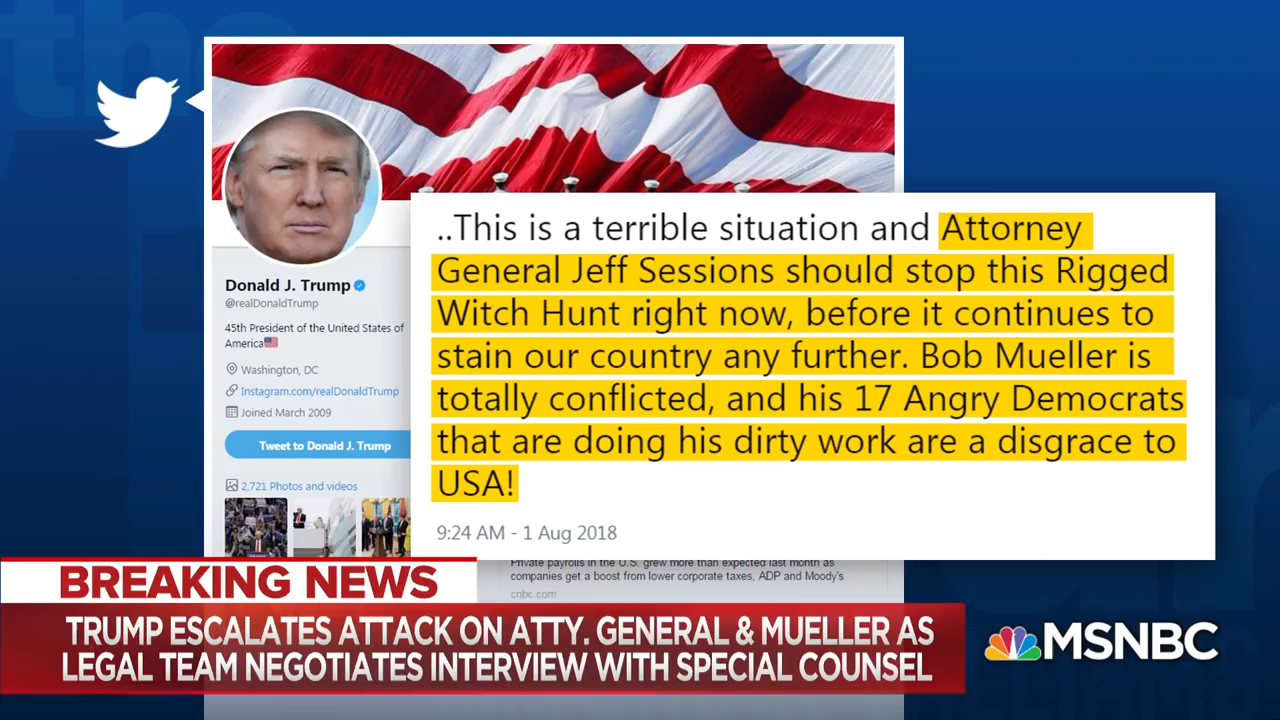 Donald J. Trump
@realDonaldTrump
45th President of the United States of
America
Washington, DC
Instagram.com/realDonaldTrump
Joined March 2009
Tweet to Donald J. Trump
2,721 Photos and videos
..This is a terrible situation and Attorney
General Jeff Sessions should stop this Rigged
Witch Hunt right now, before it continues to
stain our country any further. Bob Mueller is
totally conflicted, and his 17 Angry Democrats
that are doing his dirty work are a disgrace to
USA!
9:24 AM - 1 Aug 2018
Private payrolls in the U.S. grew more than expected last month as
companies get a boost from lower corporate taxes, ADP and Moody's
cnbc.com
BREAKING NEWS
TRUMP ESCALATES ATTACK ON ATTY. GENERAL & MUELLER AS
LEGAL TEAM NEGOTIATES INTERVIEW WITH SPECIAL COUNSEL
MSNBC